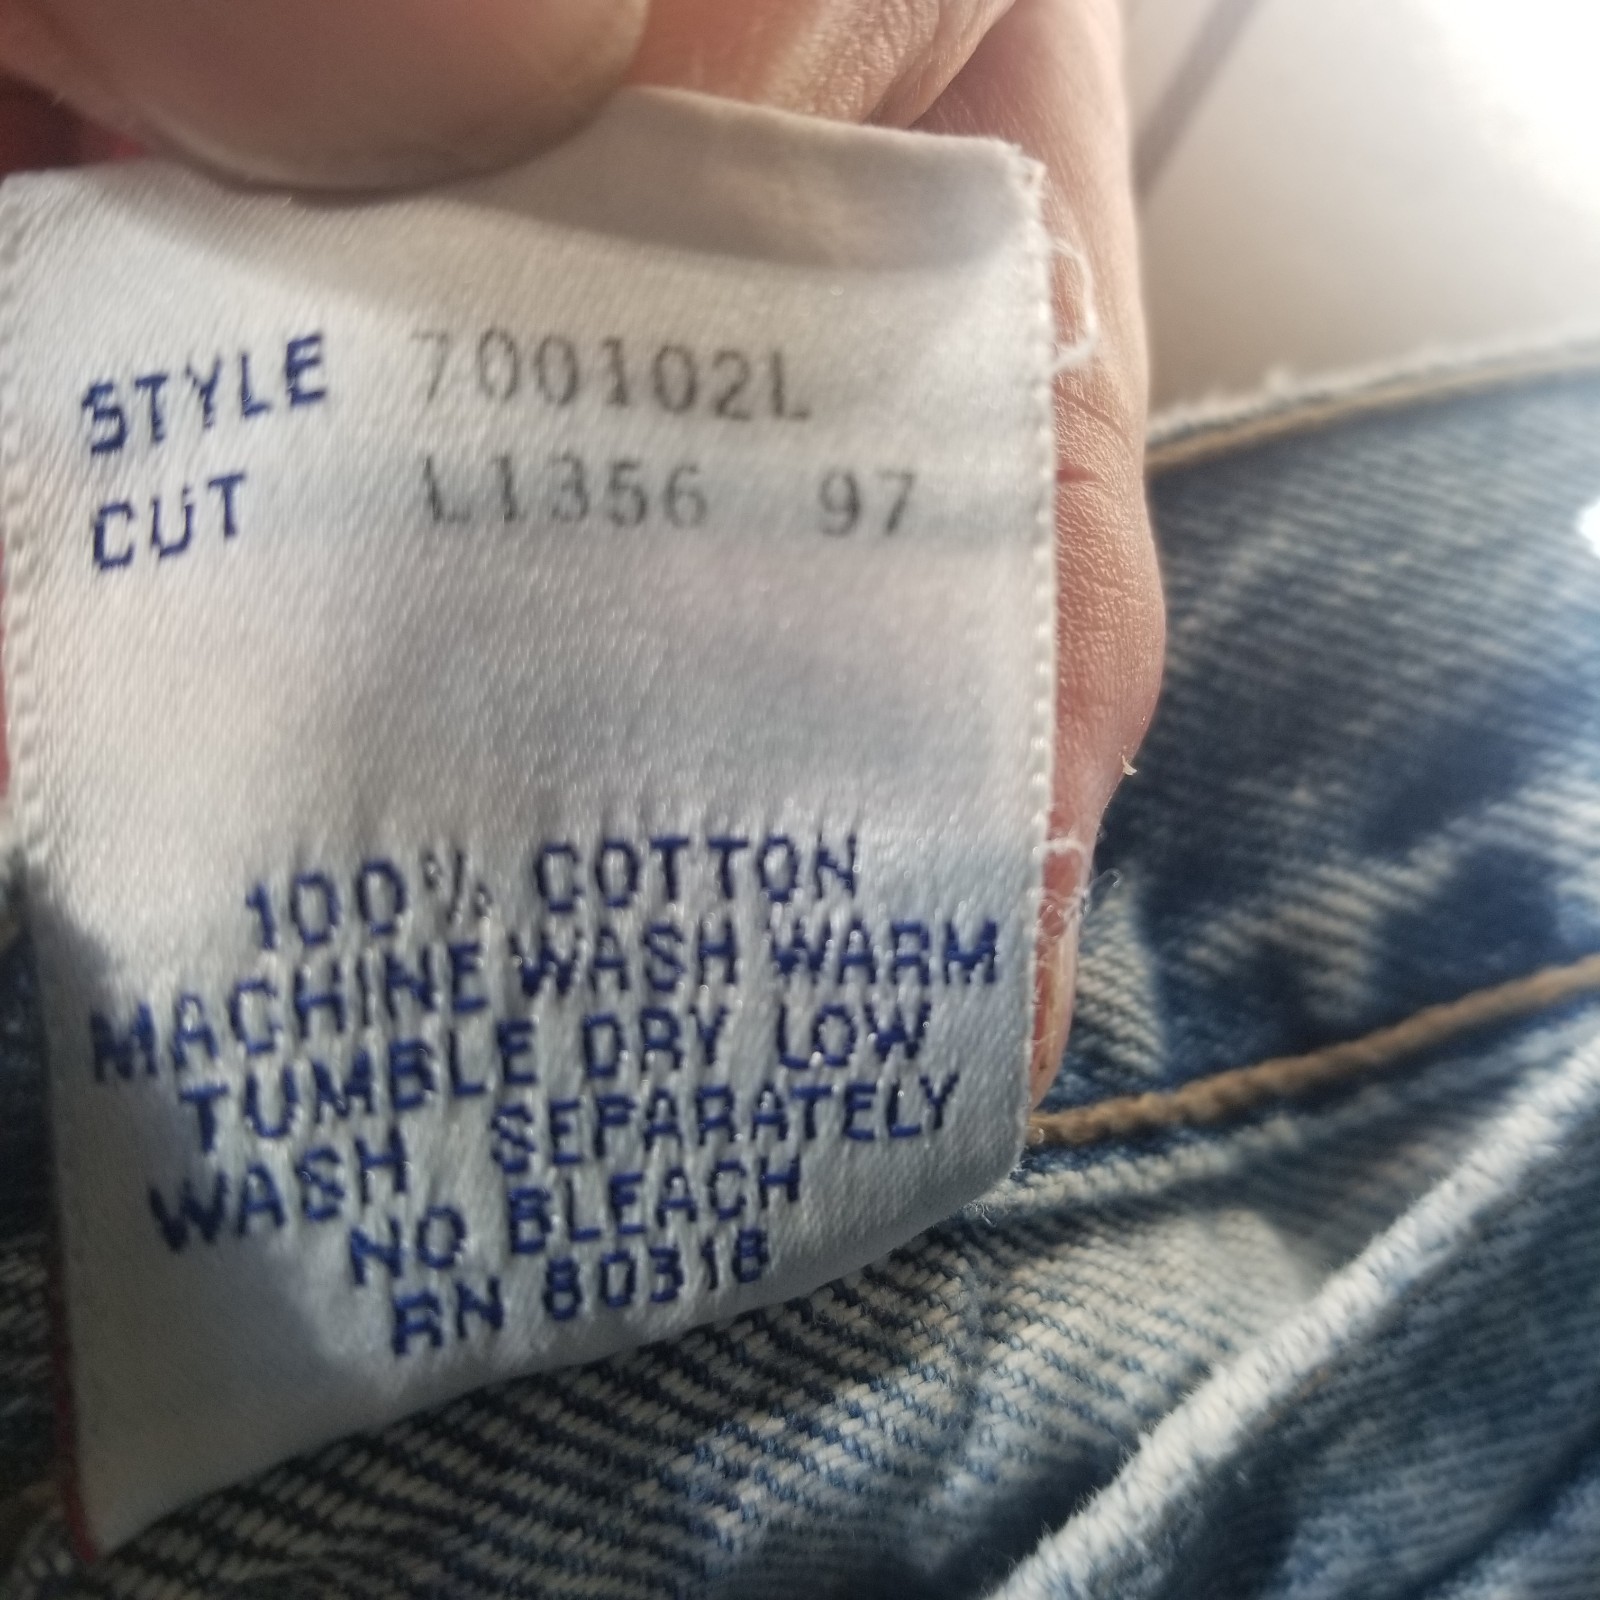 STYLE 700102L
CUT L1356 97
100% COTTON
MACHINE WASH WARM
TUMBLE DRY LOW
WASH SEPARATELY
NO BLEACH
RN 80318